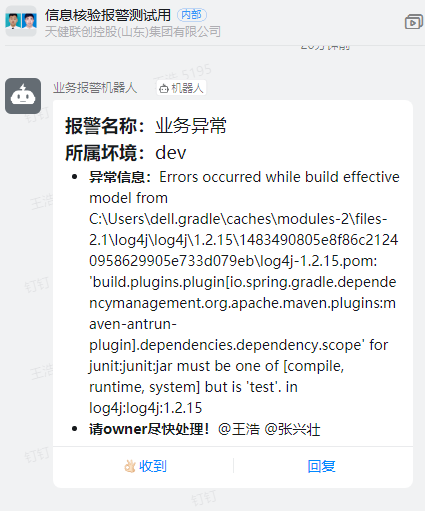 信息核验报警测试用 内部
天健联创控股(山东)集团有限公司
20分钟前
业务报警机器人 机器人
报警名称：业务异常
所属坏境：dev
异常信息：Errors occurred while build effective
model from
C:\Users\dell.gradle\caches\modules-2\files-
2.1\log4j\log4j\1.2.15\1483490805e8f86c2124
0958629905e733d079eb\log4j-1.2.15.pom:
'build.plugins.plugin[io.spring.gradle.depende
ncymanagement.org.apache.maven.plugins:m
aven-antrun-
plugin].dependencies.dependency.scope' for
junit:junit:jar must be one of [compile,
runtime, system] but is 'test'. in
log4j:log4j:1.2.15
请owner尽快处理！@王浩 @张兴壮
👌🏻收到 回复